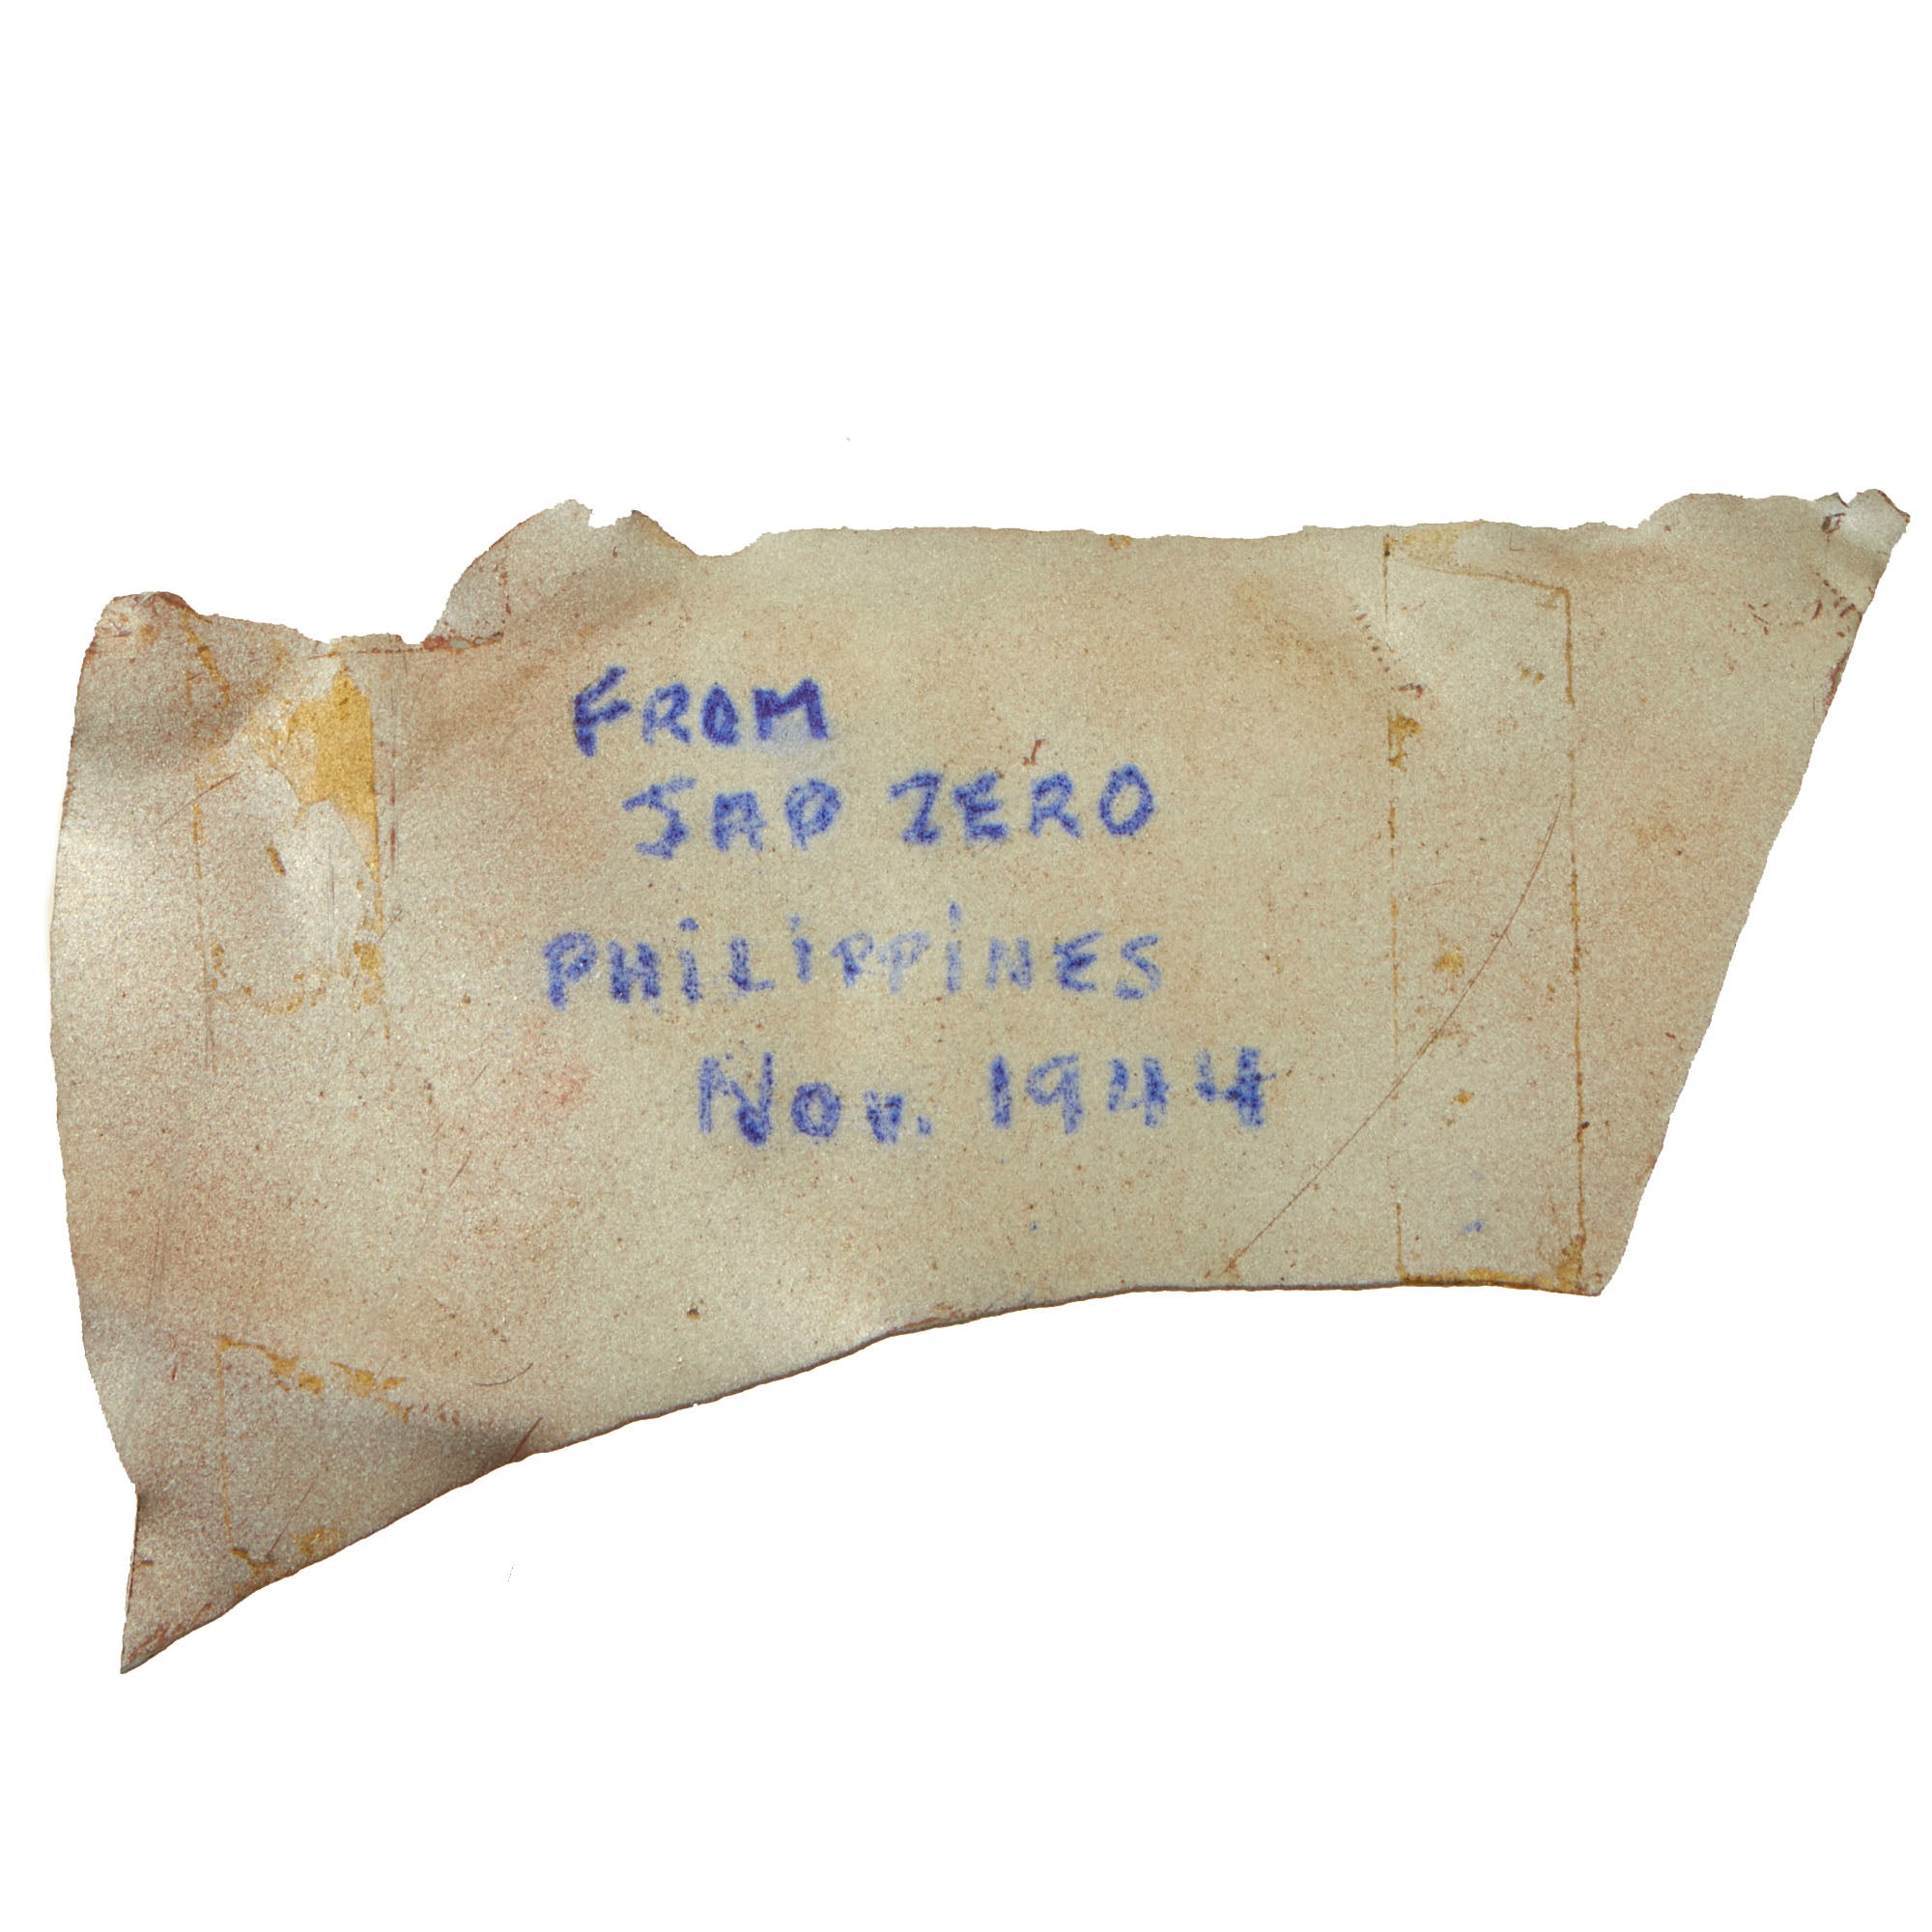 FROM
JAP ZERO
PHILIPPINES
Nov. 1944